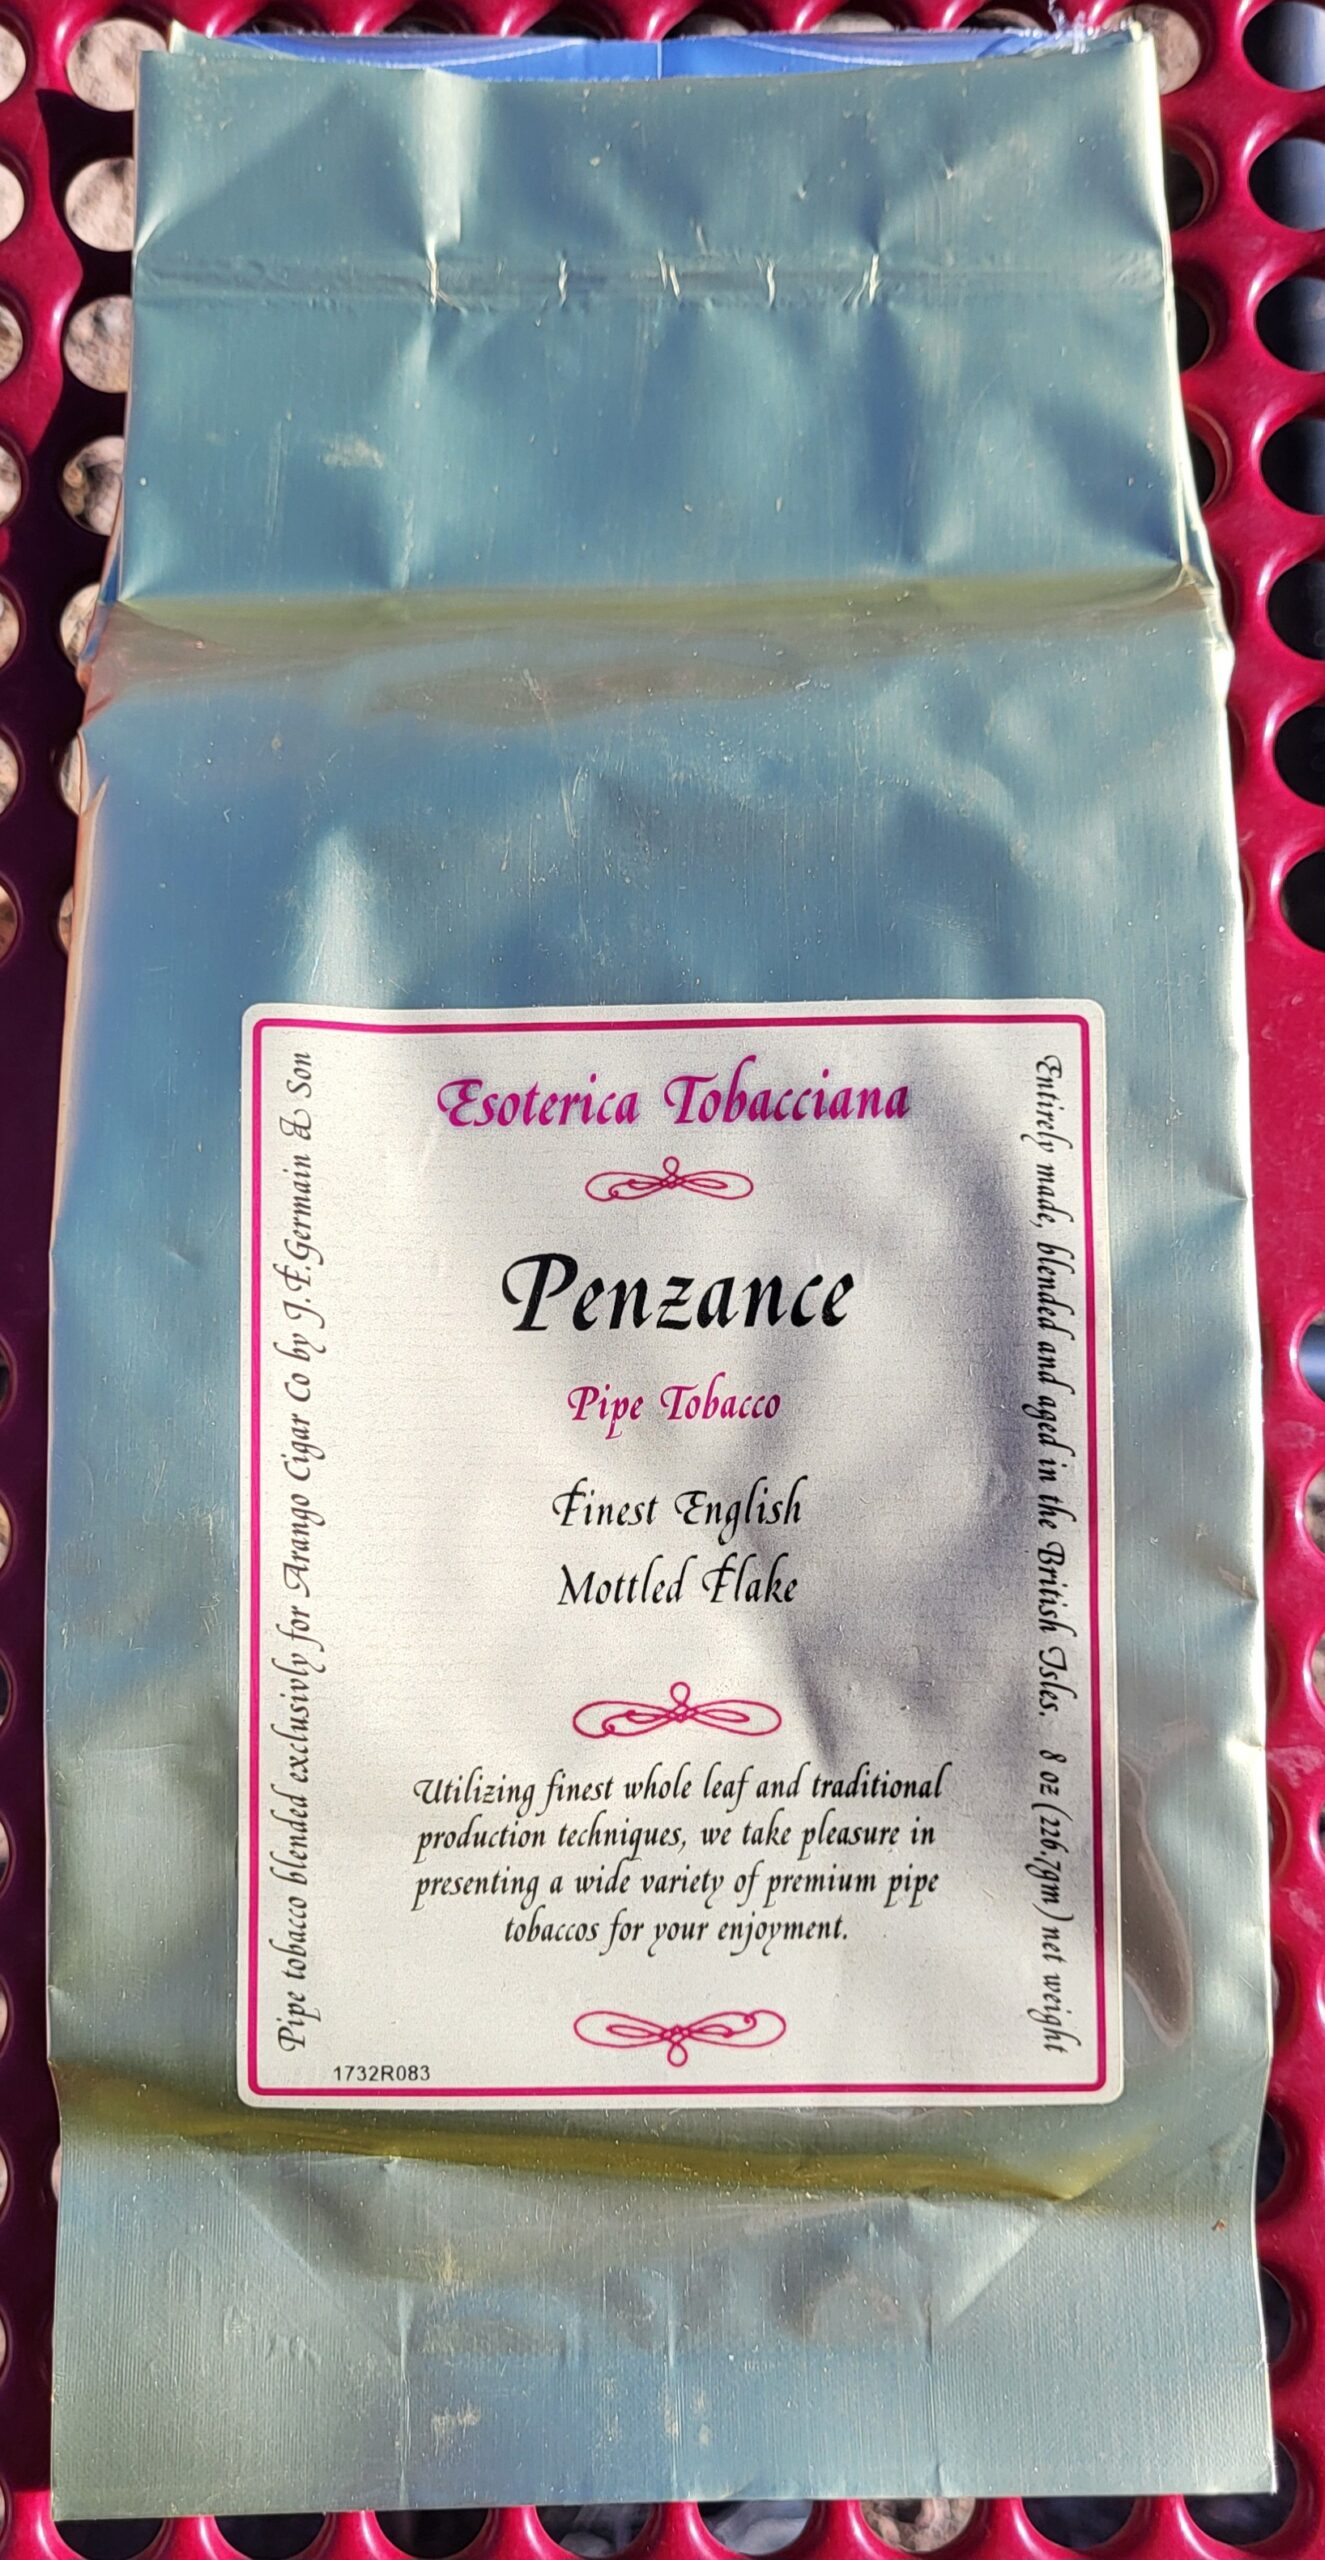 Esoterica Tobacciana
Penzance
Pipe Tobacco
Finest English
Mottled Flake
Utilizing finest whole leaf and traditional
production techniques, we take pleasure in
presenting a wide variety of premium pipe
tobaccos for your enjoyment.
Pipe tobacco blended exclusivly for Arango Cigar Co by J.F.Germain & Son
Entirely made, blended and aged in the British Isles. 8 oz (226.7gm) net weight
1732R083